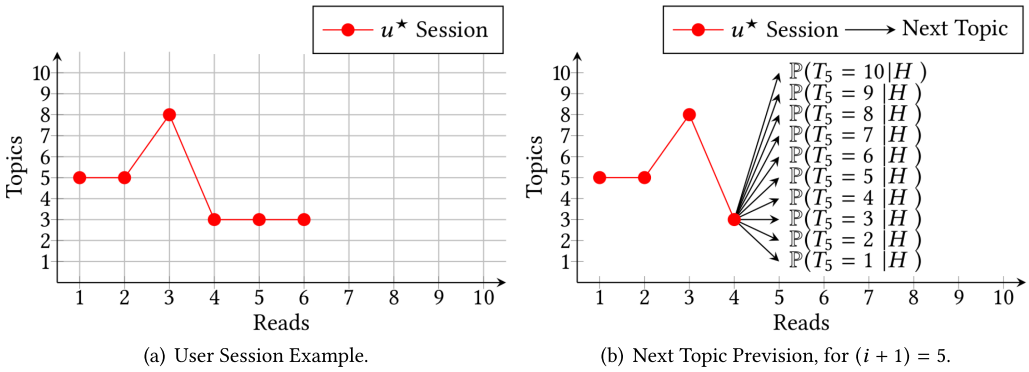 u★ Session
10
9
8
7
6
5
4
3
2
1
Topics
1 2 3 4 5 6 7 8 9 10
Reads
(a) User Session Example.
u★ Session Next Topic
10
9
8
7
6
5
4
3
2
1
Topics
ℙ(T₅ = 10|H )
ℙ(T₅ = 9 |H )
ℙ(T₅ = 8 |H )
ℙ(T₅ = 7 |H )
ℙ(T₅ = 6 |H )
ℙ(T₅ = 5 |H )
ℙ(T₅ = 4 |H )
ℙ(T₅ = 3 |H )
ℙ(T₅ = 2 |H )
ℙ(T₅ = 1 |H )
1 2 3 4 5 6 7 8 9 10
Reads
(b) Next Topic Prevision, for (i + 1) = 5.